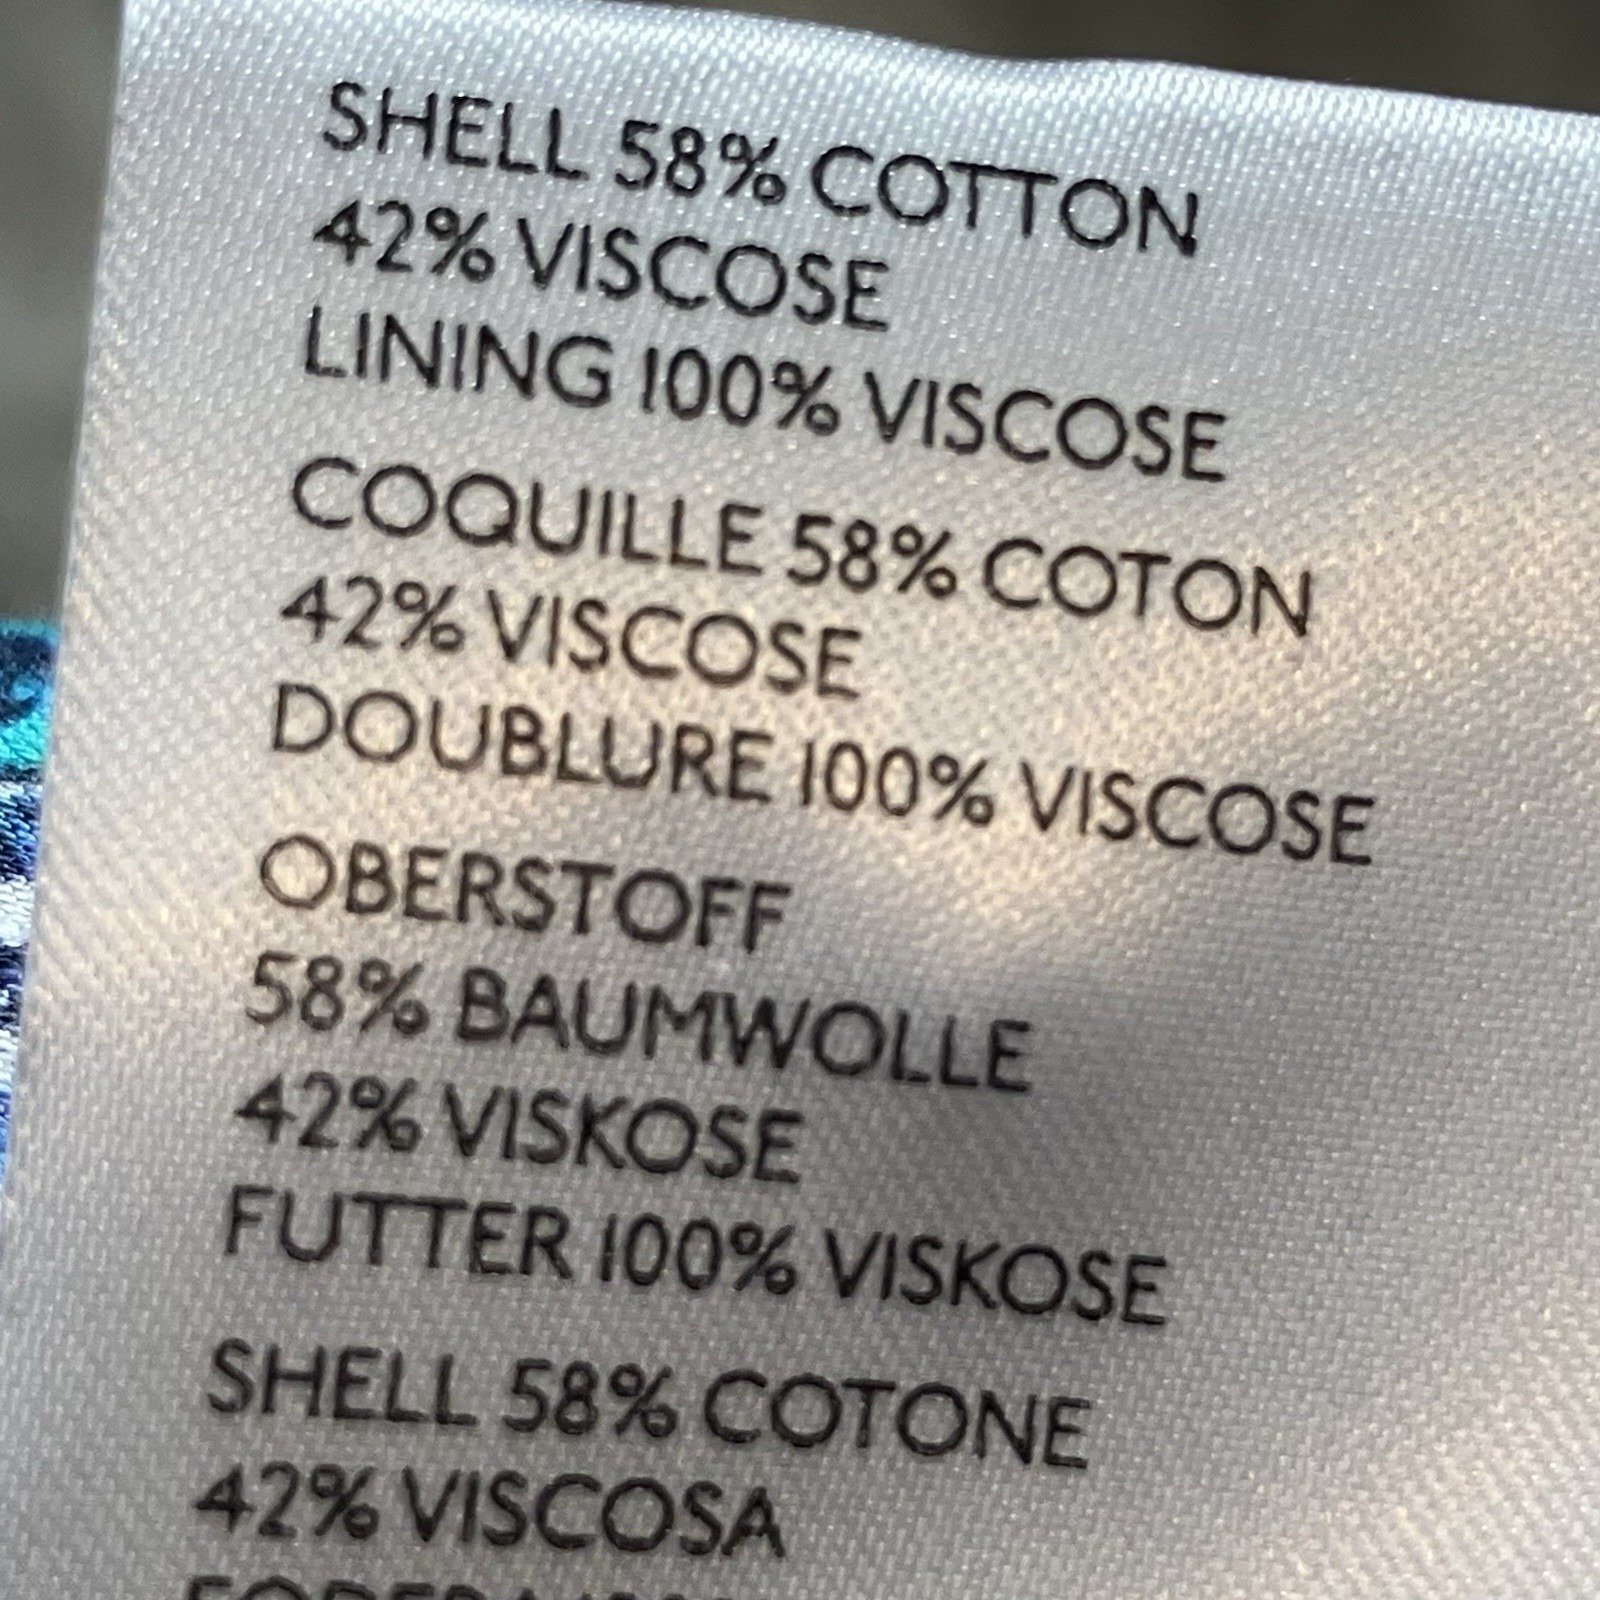 SHELL 58% COTTON
42% VISCOSE
LINING 100% VISCOSE
COQUILLE 58% COTON
42% VISCOSE
DOUBLURE 100% VISCOSE
OBERSTOFF
58% BAUMWOLLE
42% VISKOSE
FUTTER 100% VISKOSE
SHELL 58% COTONE
42% VISCOSA